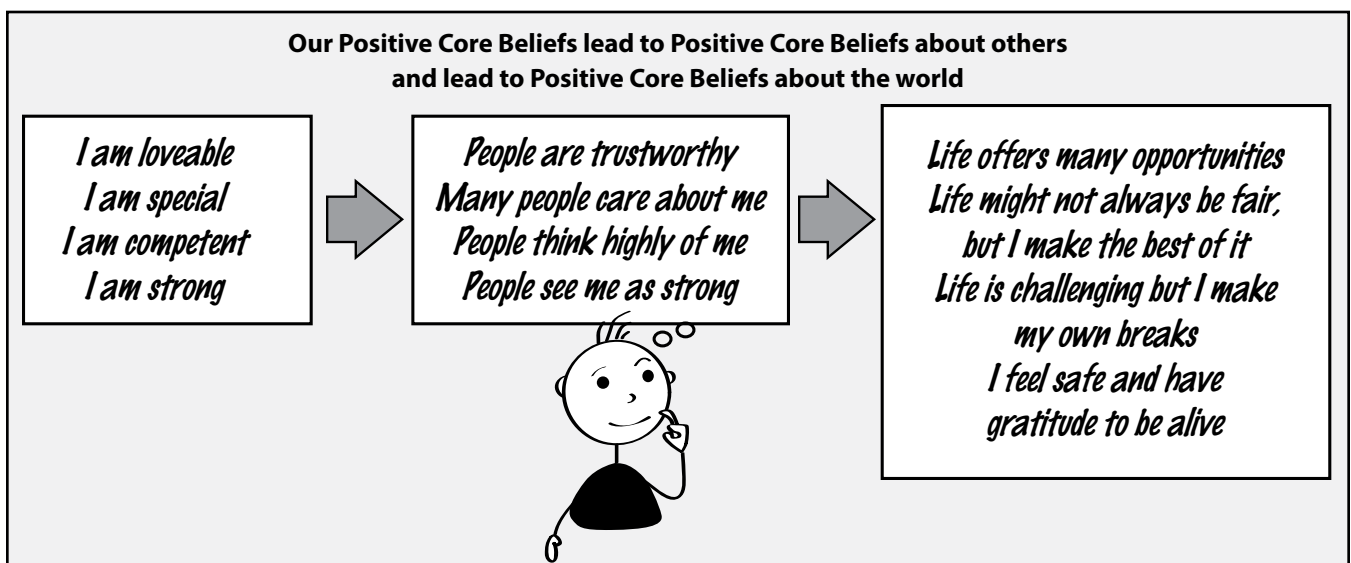 Our Positive Core Beliefs lead to Positive Core Beliefs about others
and lead to Positive Core Beliefs about the world
I am loveable
I am special
I am competent
I am strong
People are trustworthy
Many people care about me
People think highly of me
People see me as strong
Life offers many opportunities
Life might not always be fair,
but I make the best of it
Life is challenging but I make
my own breaks
I feel safe and have
gratitude to be alive